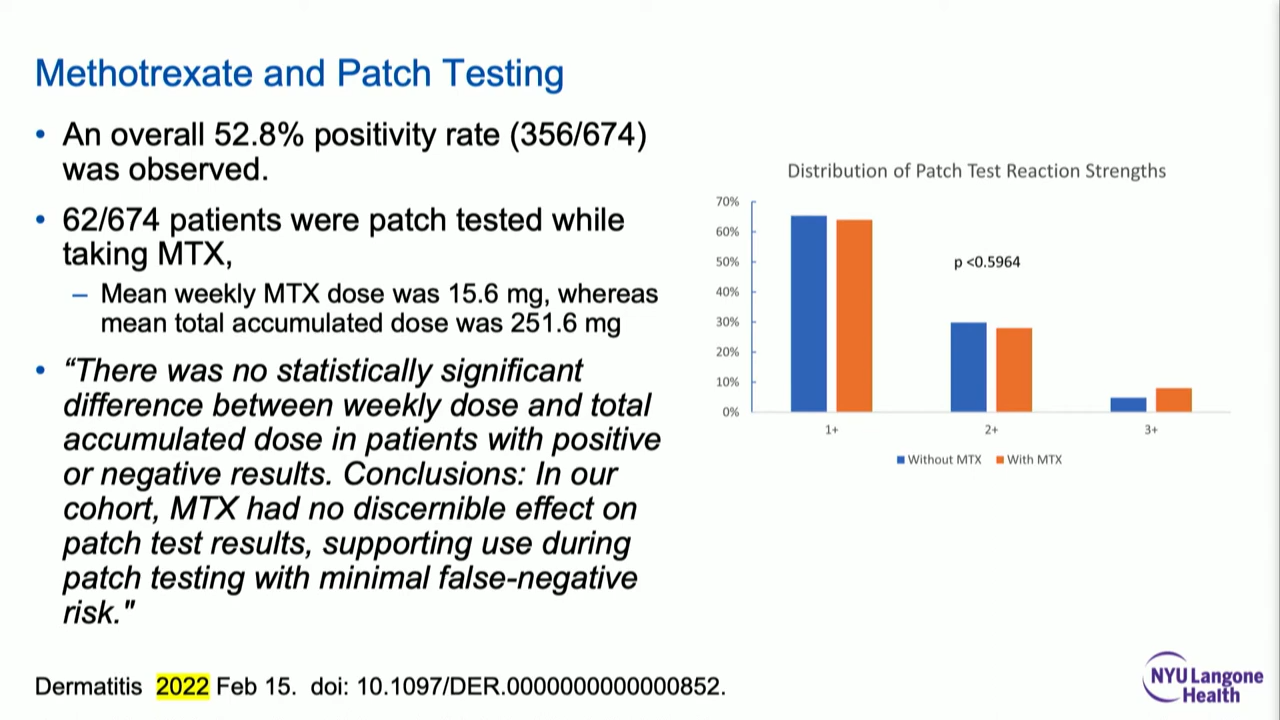 Methotrexate and Patch Testing
• An overall 52.8% positivity rate (356/674)
was observed.
• 62/674 patients were patch tested while
taking MTX,
– Mean weekly MTX dose was 15.6 mg, whereas
mean total accumulated dose was 251.6 mg
• “There was no statistically significant
difference between weekly dose and total
accumulated dose in patients with positive
or negative results. Conclusions: In our
cohort, MTX had no discernible effect on
patch test results, supporting use during
patch testing with minimal false-negative
risk."
Distribution of Patch Test Reaction Strengths
70%
60%
50%
40%
30%
20%
10%
0%
p <0.5964
1+ 2+ 3+
Without MTX With MTX
Dermatitis 2022 Feb 15. doi: 10.1097/DER.0000000000000852.
NYU Langone
Health